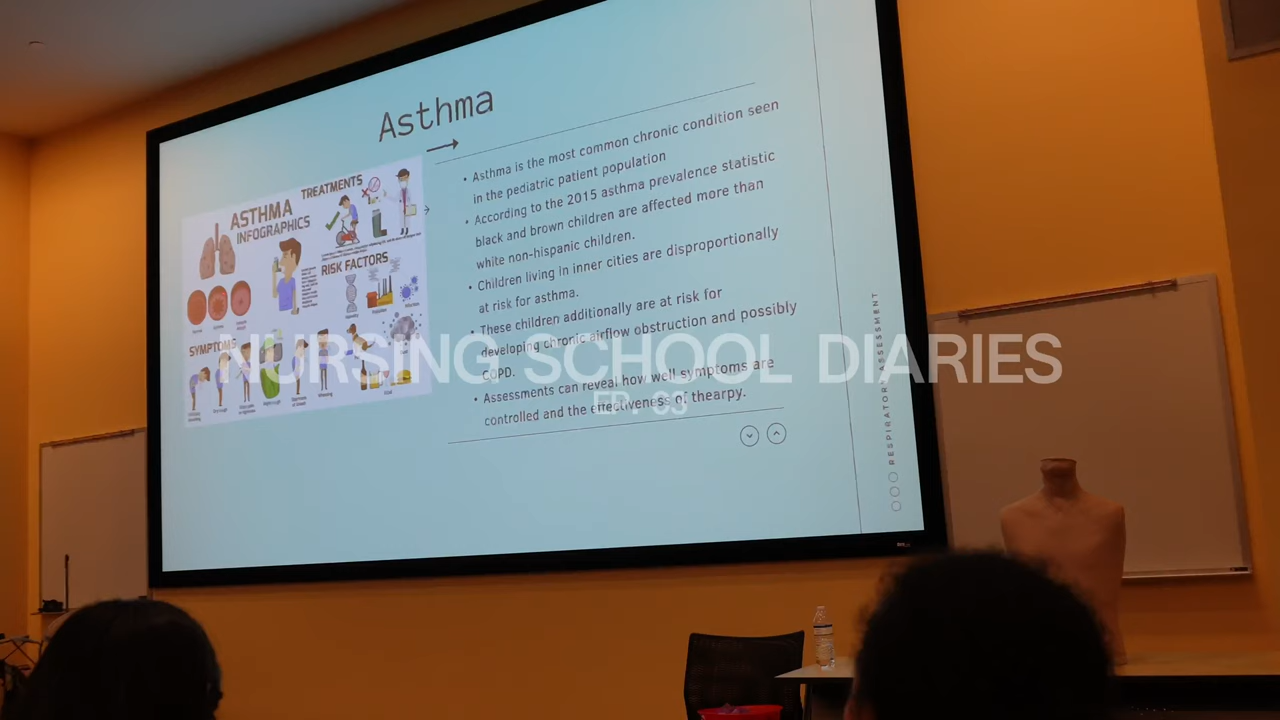 Asthma
• Asthma is the most common chronic condition seen
in the pediatric patient population
• According to the 2015 asthma prevalence statistic
black and brown children are affected more than
white non-hispanic children.
• Children living in inner cities are disproportionally
at risk for asthma.
• These children additionally are at risk for
developing chronic airflow obstruction and possibly
COPD.
• Assessments can reveal how well symptoms are
controlled and the effectiveness of thearpy.
ASTHMA
INFOGRAPHICS
TREATMENTS
RISK FACTORS
SYMPTOMS
RESPIRATORY ASSESSMENT
NURSING SCHOOL DIARIES
EP. 03